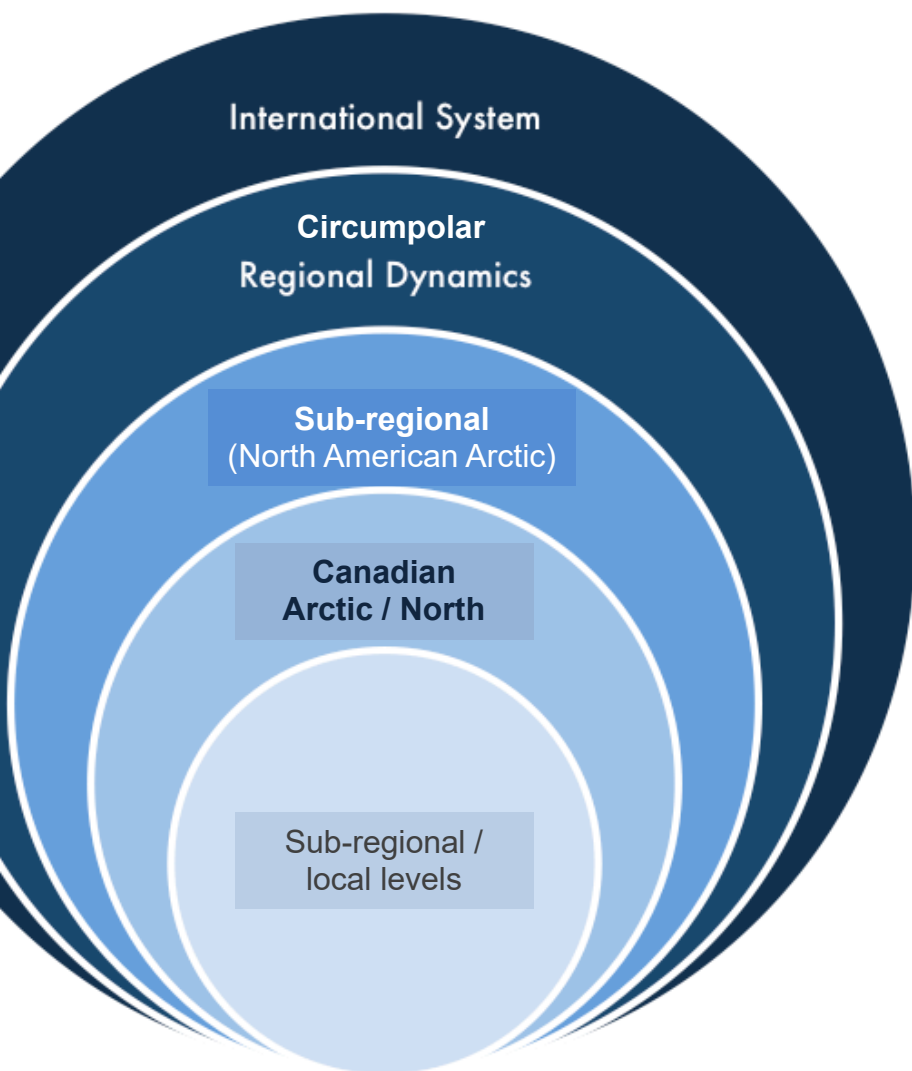 International System
Circumpolar
Regional Dynamics
Sub-regional
(North American Arctic)
Canadian
Arctic / North
Sub-regional /
local levels